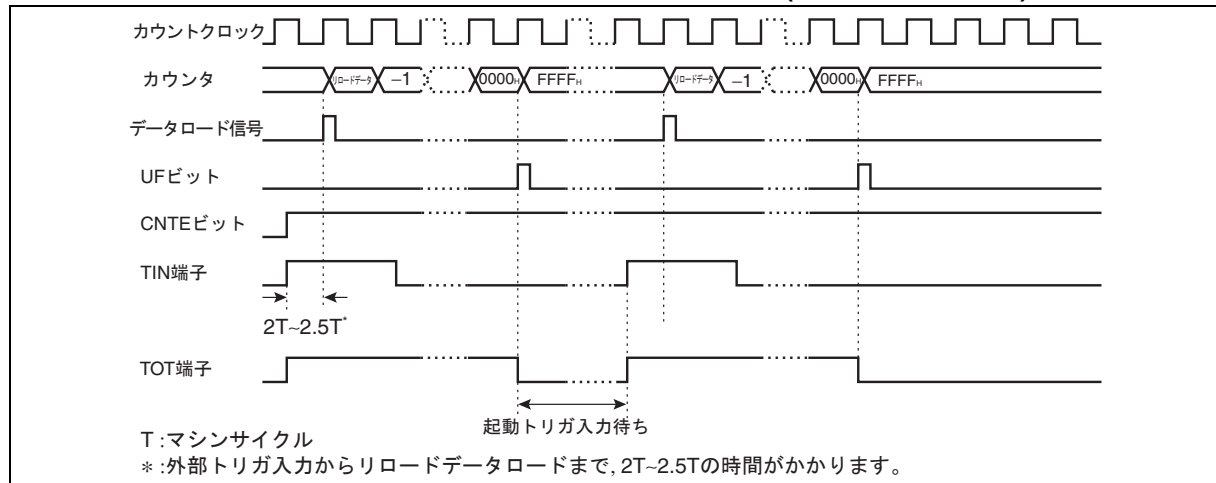 カウントクロック
カウンタ リロードデータ −1 0000H FFFFH リロードデータ −1 0000H FFFFH
データロード信号
UFビット
CNTEビット
TIN端子
2T~2.5T*
TOT端子
起動トリガ入力待ち
T :マシンサイクル
* :外部トリガ入力からリロードデータロードまで, 2T~2.5Tの時間がかかります。